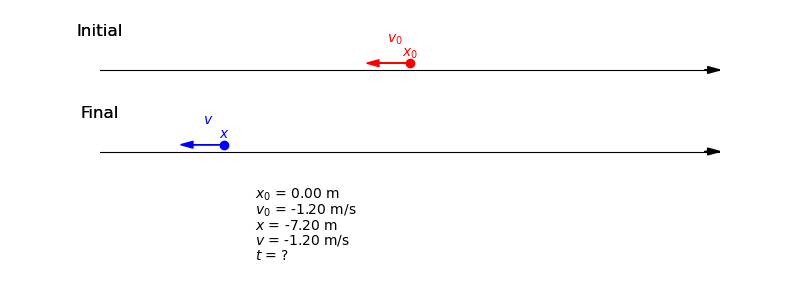 Initial
v₀
x₀
Final
v
x
x₀ = 0.00 m
v₀ = -1.20 m/s
x = -7.20 m
v = -1.20 m/s
t = ?